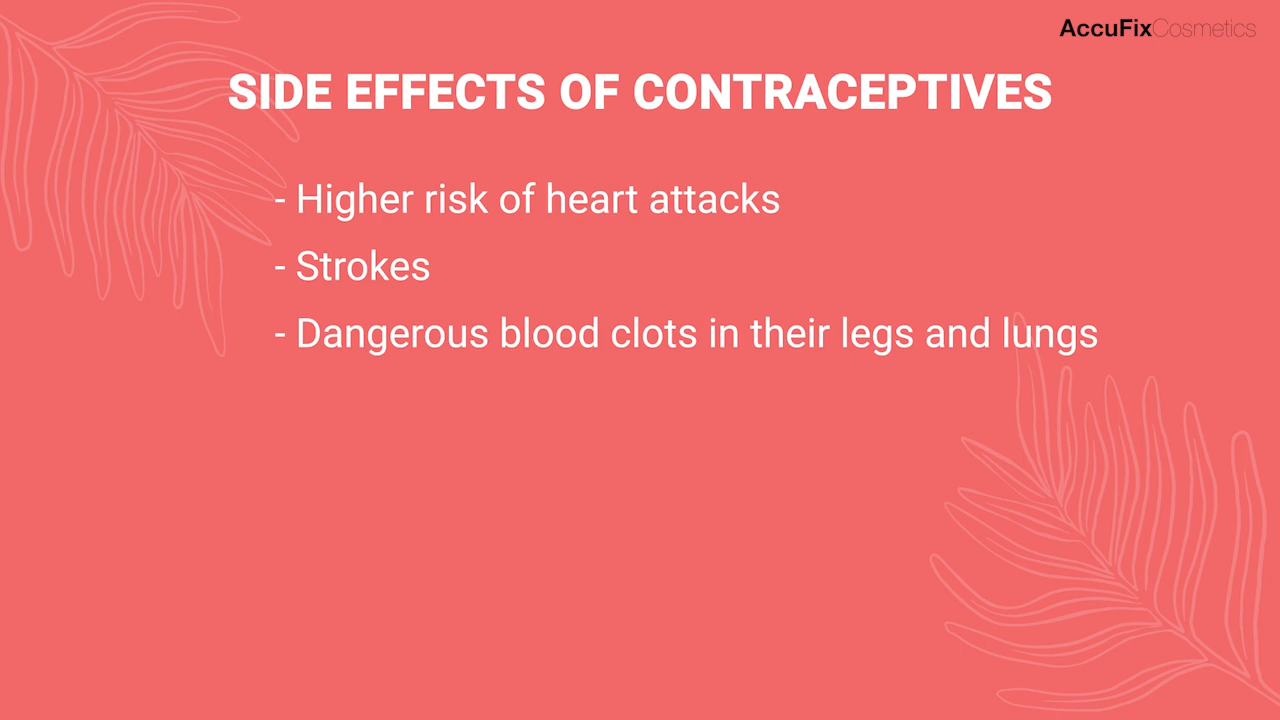 AccuFixCosmetics
SIDE EFFECTS OF CONTRACEPTIVES
- Higher risk of heart attacks
- Strokes
- Dangerous blood clots in their legs and lungs